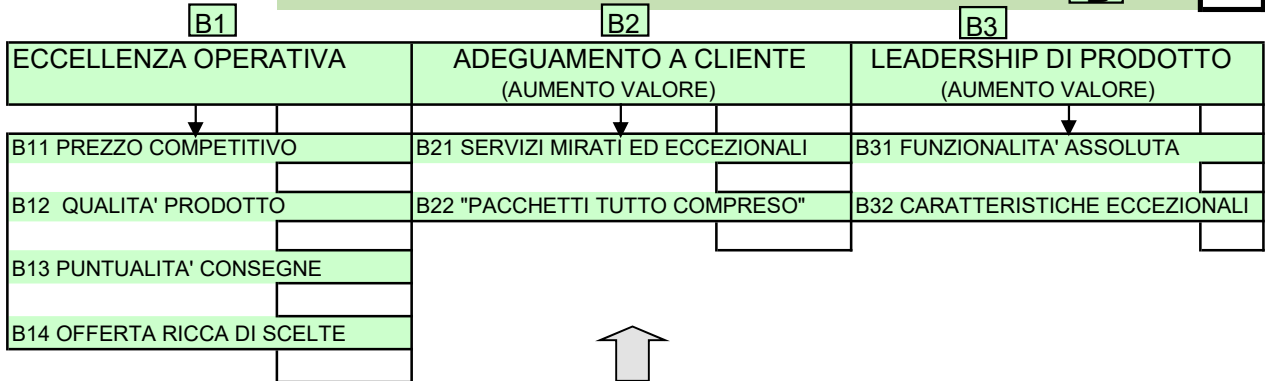 B1
B2
B3
ECCELLENZA OPERATIVA
ADEGUAMENTO A CLIENTE
(AUMENTO VALORE)
LEADERSHIP DI PRODOTTO
(AUMENTO VALORE)
B11 PREZZO COMPETITIVO
B21 SERVIZI MIRATI ED ECCEZIONALI
B31 FUNZIONALITA' ASSOLUTA
B12 QUALITA' PRODOTTO
B22 "PACCHETTI TUTTO COMPRESO"
B32 CARATTERISTICHE ECCEZIONALI
B13 PUNTUALITA' CONSEGNE
B14 OFFERTA RICCA DI SCELTE